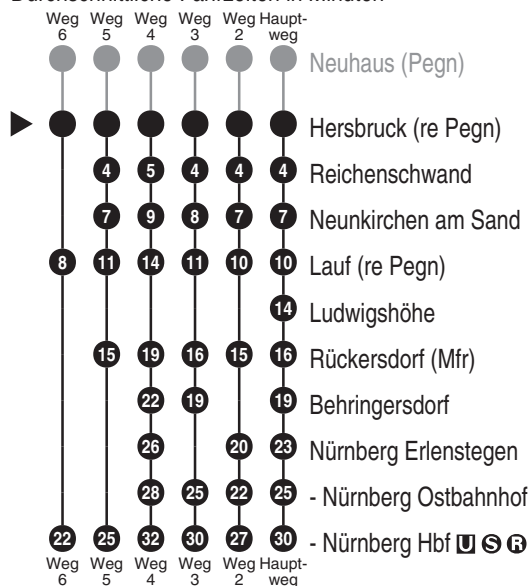 Durchschnittliche Fahrzeiten in Minuten
Weg 6 Weg 5 Weg 4 Weg 3 Weg 2 Haupt-weg
Neuhaus (Pegn)
Hersbruck (re Pegn)
4 5 4 4 4 Reichenschwand
7 9 8 7 7 Neunkirchen am Sand
8 11 14 11 10 10 Lauf (re Pegn)
14 Ludwigshöhe
15 19 16 15 16 Rückersdorf (Mfr)
22 19 19 Behringersdorf
26 20 23 Nürnberg Erlenstegen
28 25 22 25 - Nürnberg Ostbahnhof
22 25 32 30 27 30 - Nürnberg Hbf U S R
Weg 6 Weg 5 Weg 4 Weg 3 Weg 2 Haupt-weg